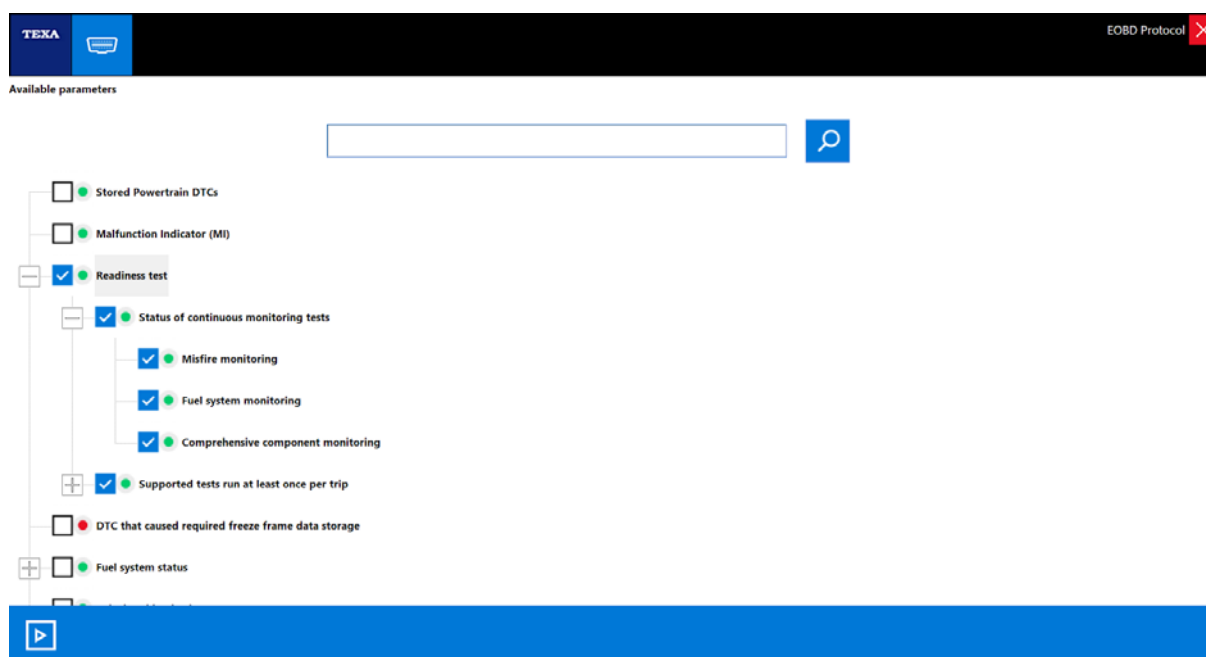 TEXA
EOBD Protocol
Available parameters
Stored Powertrain DTCs
Malfunction Indicator (MI)
Readiness test
Status of continuous monitoring tests
Misfire monitoring
Fuel system monitoring
Comprehensive component monitoring
Supported tests run at least once per trip
DTC that caused required freeze frame data storage
Fuel system status